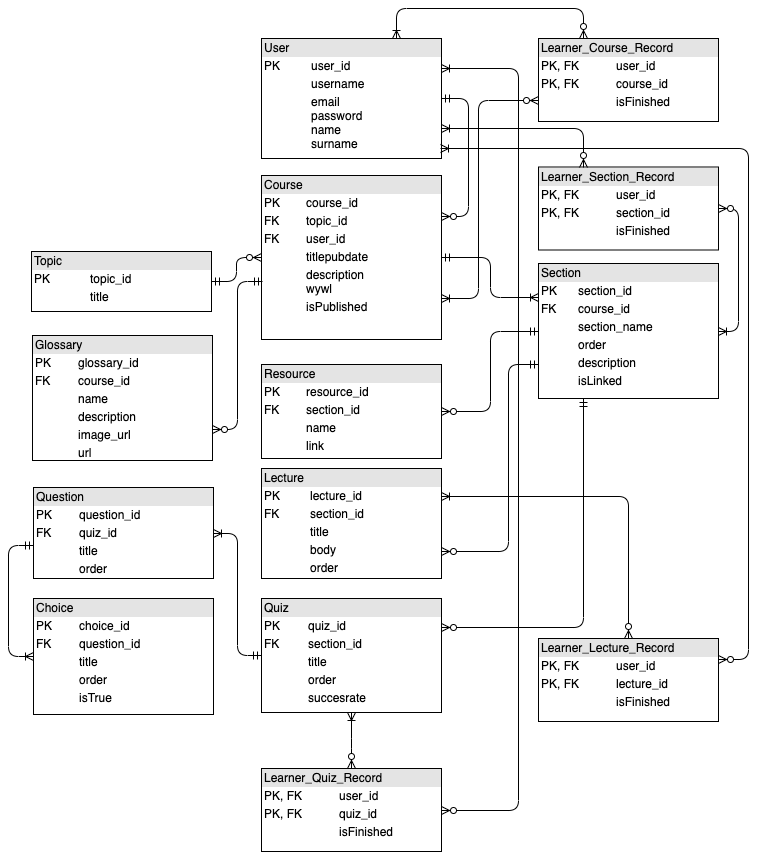 User
PK user_id
username
email
password
name
surname
Learner_Course_Record
PK, FK user_id
PK, FK course_id
isFinished
Course
PK course_id
FK topic_id
FK user_id
titlepubdate
description
wywl
isPublished
Learner_Section_Record
PK, FK user_id
PK, FK section_id
isFinished
Topic
PK topic_id
title
Section
PK section_id
FK course_id
section_name
order
description
isLinked
Glossary
PK glossary_id
FK course_id
name
description
image_url
url
Resource
PK resource_id
FK section_id
name
link
Lecture
PK lecture_id
FK section_id
title
body
order
Question
PK question_id
FK quiz_id
title
order
Choice
PK choice_id
FK question_id
title
order
isTrue
Quiz
PK quiz_id
FK section_id
title
order
succesrate
Learner_Lecture_Record
PK, FK user_id
PK, FK lecture_id
isFinished
Learner_Quiz_Record
PK, FK user_id
PK, FK quiz_id
isFinished